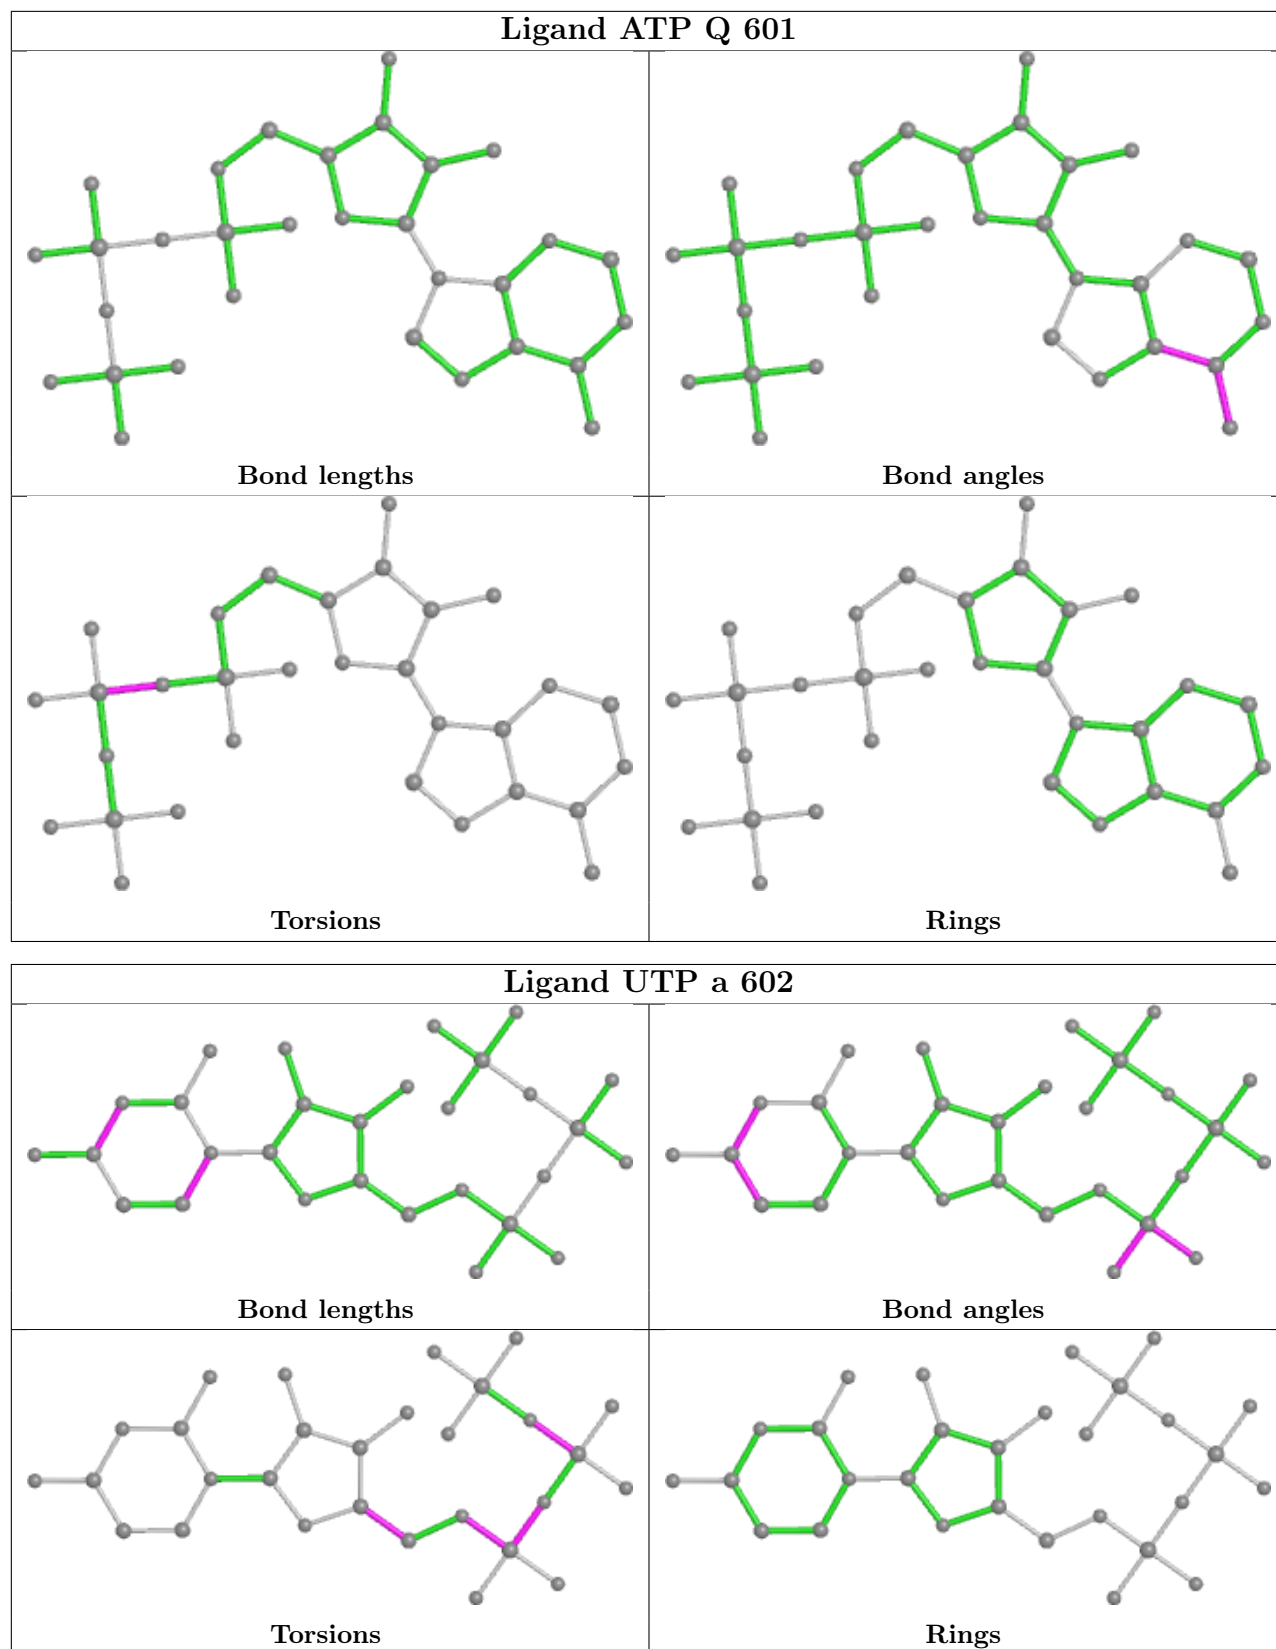 Ligand ATP Q 601
Bond lengths
Bond angles
Torsions
Rings
Ligand UTP a 602
Bond lengths
Bond angles
Torsions
Rings